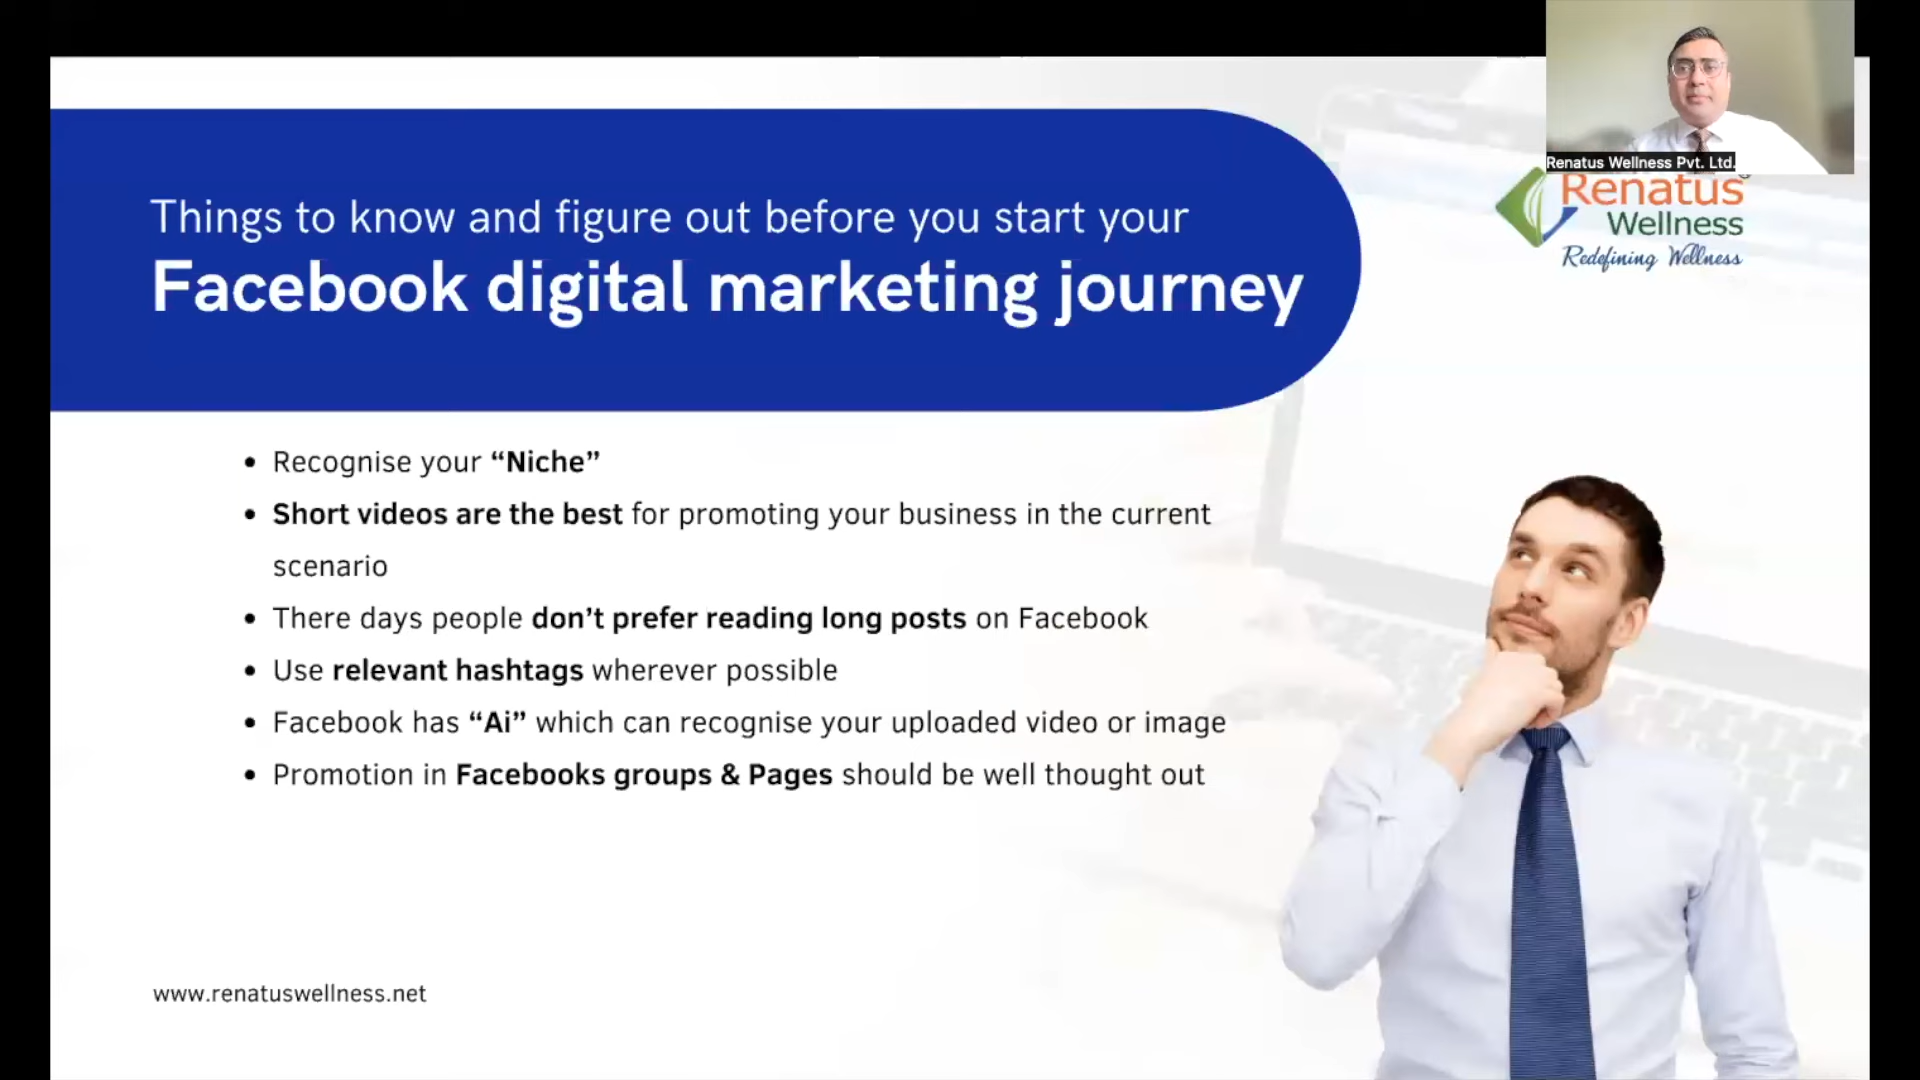 Renatus Wellness Pvt. Ltd.
Renatus
Wellness
Redefining Wellness
Things to know and figure out before you start your
Facebook digital marketing journey
• Recognise your “Niche”
• Short videos are the best for promoting your business in the current
scenario
• There days people don’t prefer reading long posts on Facebook
• Use relevant hashtags wherever possible
• Facebook has “Ai” which can recognise your uploaded video or image
• Promotion in Facebooks groups & Pages should be well thought out
www.renatuswellness.net